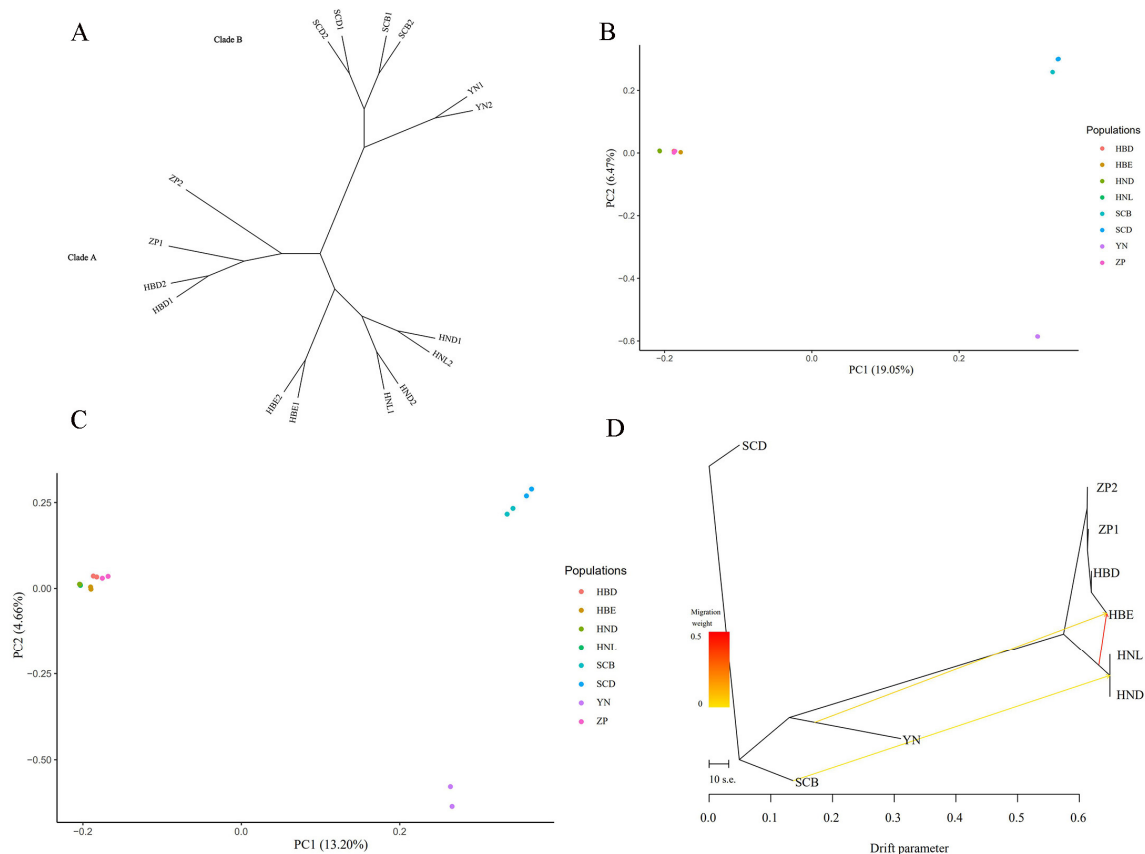 A
Clade B
SCD2
SCD1
SCB1
SCB2
YN1
YN2
ZP2
ZP1
Clade A
HBD2
HBD1
HND1
HNL2
HBE2
HBE1
HNL1
HND2
B
0.2
0.0
−0.2
−0.4
−0.6
PC2 (6.47%)
−0.2
0.0
0.2
PC1 (19.05%)
Populations
HBD
HBE
HND
HNL
SCB
SCD
YN
ZP
C
0.25
0.00
−0.25
−0.50
PC2 (4.66%)
−0.2
0.0
0.2
PC1 (13.20%)
Populations
HBD
HBE
HND
HNL
SCB
SCD
YN
ZP
D
SCD
ZP2
ZP1
HBD
HBE
HNL
HND
YN
SCB
Migration
weight
0.5
0
10 s.e.
0.0
0.1
0.2
0.3
0.4
0.5
0.6
Drift parameter